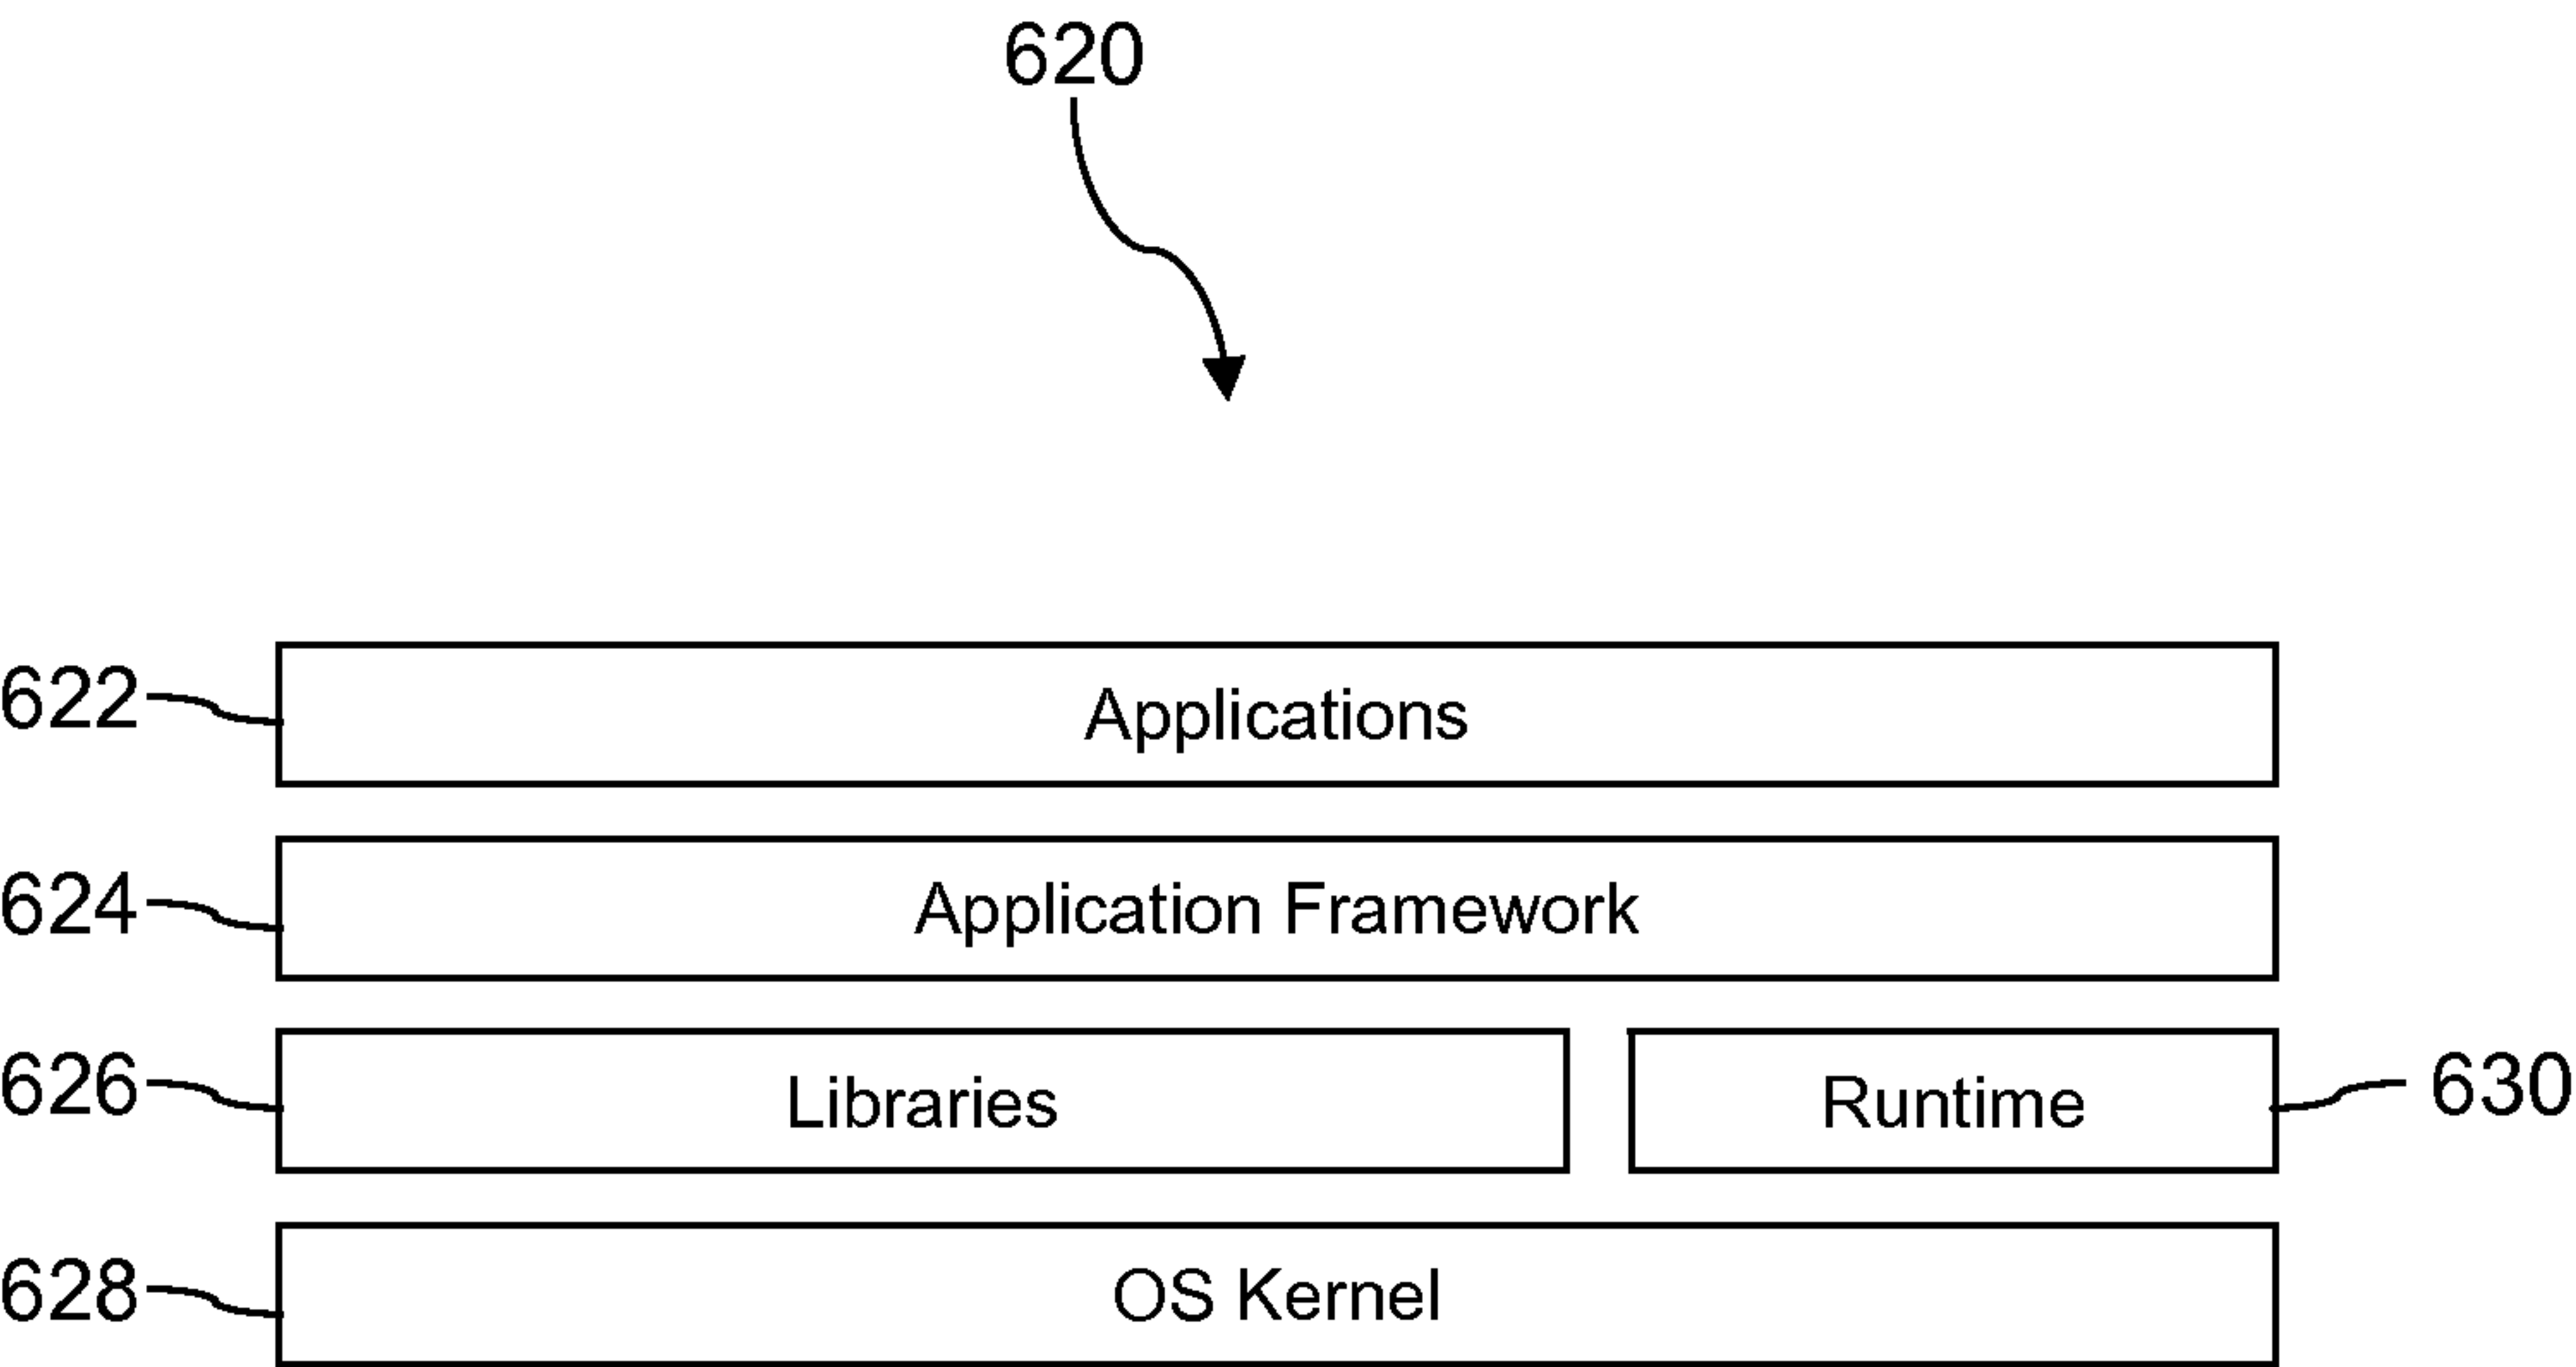 620
622
Applications
624
Application Framework
626
Libraries
Runtime
630
628
OS Kernel